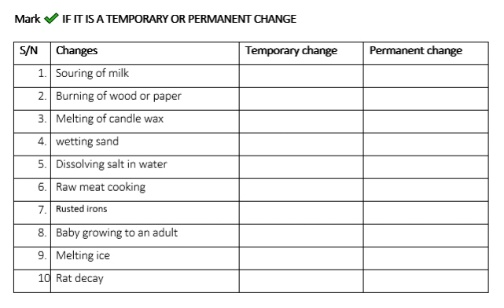 Mark ✔ IF IT IS A TEMPORARY OR PERMANENT CHANGE
S/N Changes Temporary change Permanent change
1. Souring of milk
2. Burning of wood or paper
3. Melting of candle wax
4. wetting sand
5. Dissolving salt in water
6. Raw meat cooking
7. Rusted irons
8. Baby growing to an adult
9. Melting ice
10 Rat decay